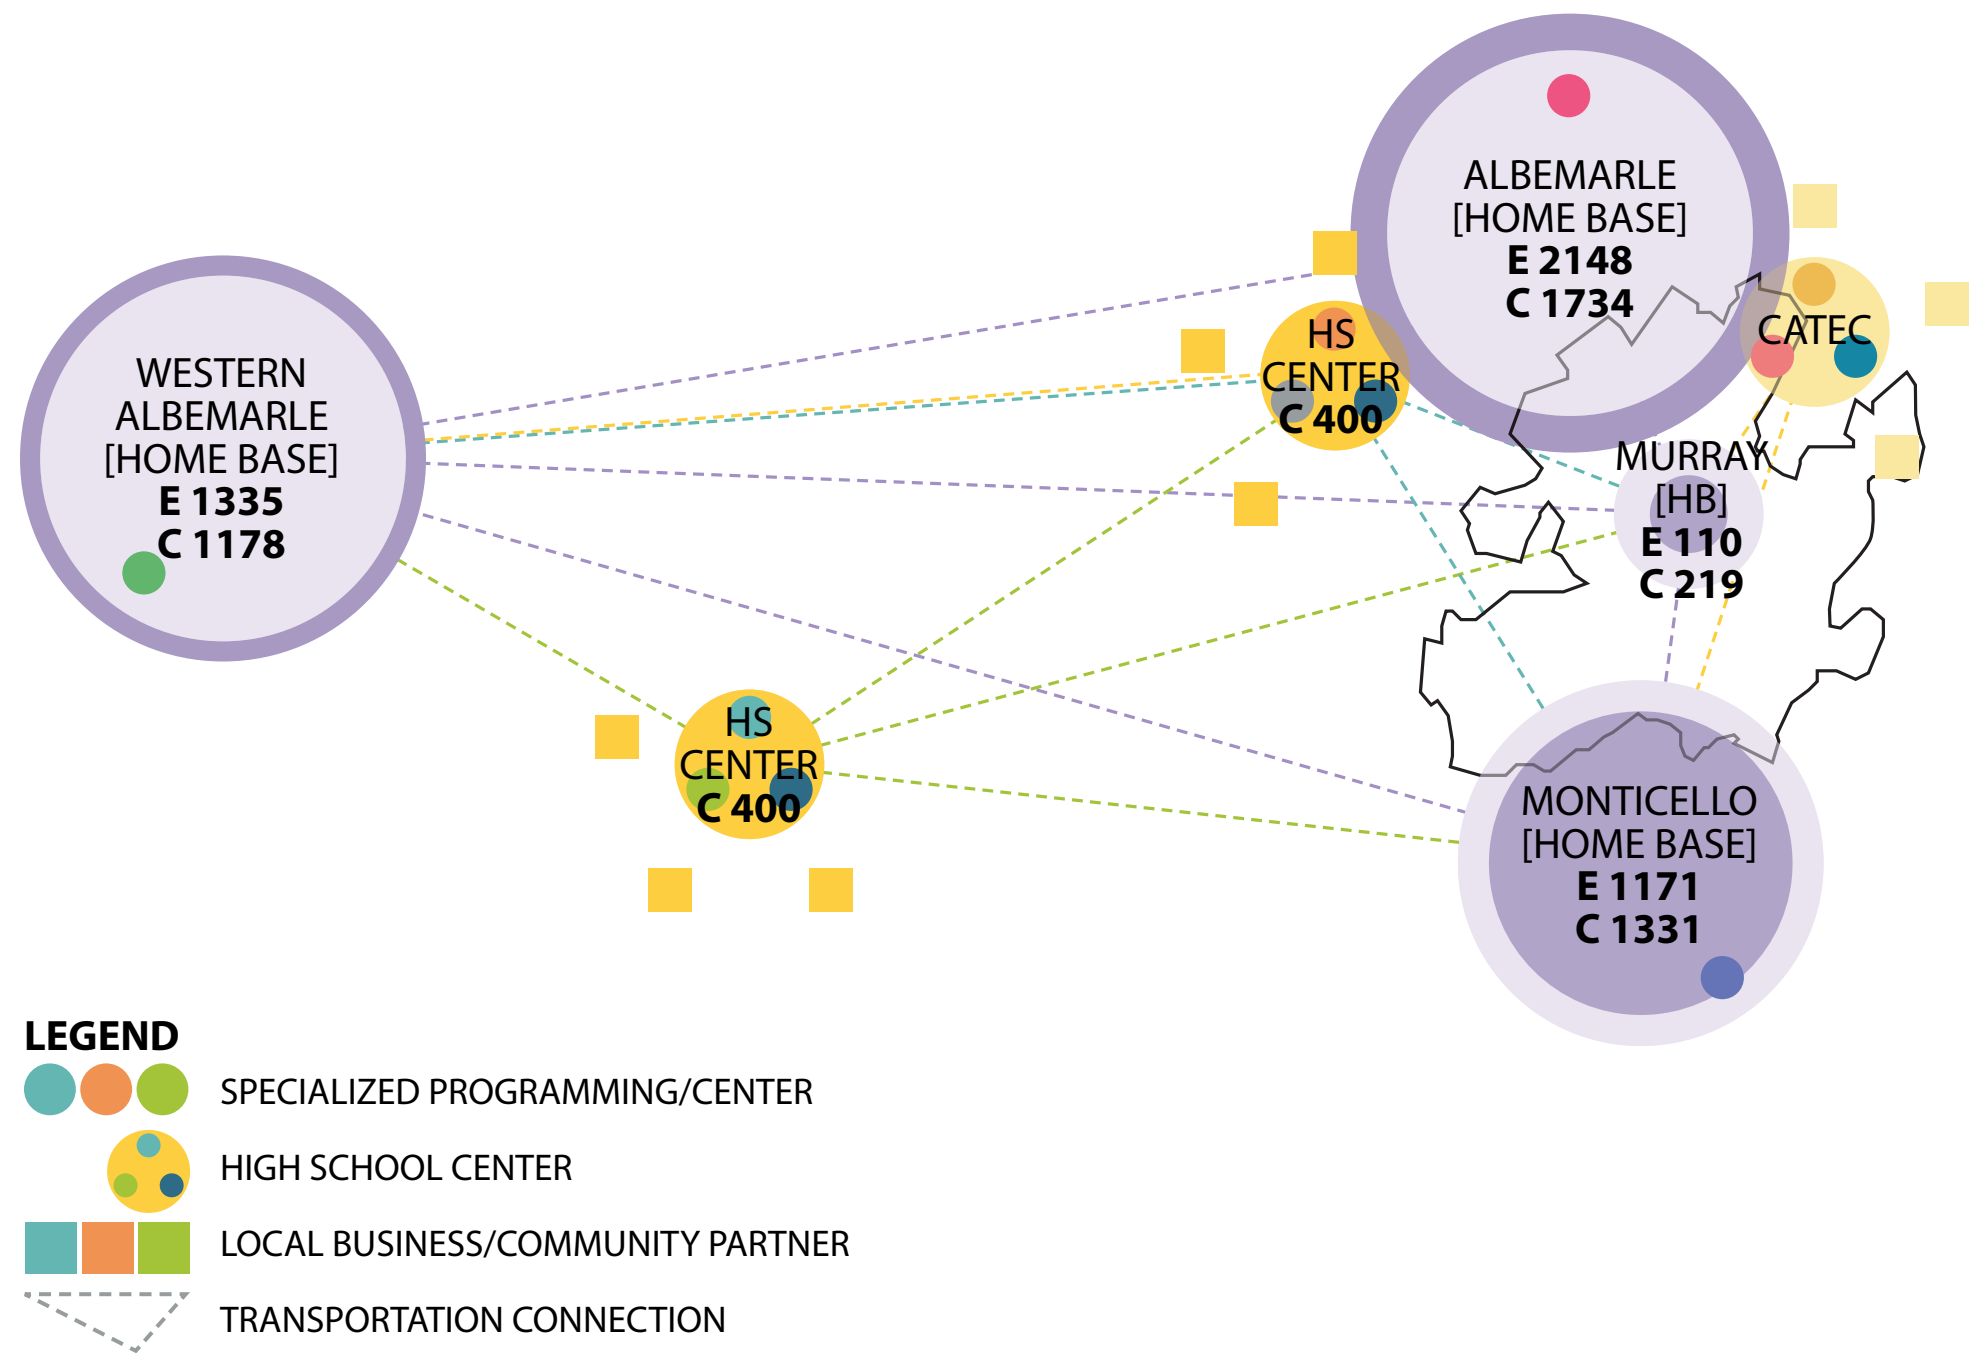 ALBEMARLE
[HOME BASE]
E 2148
C 1734
HS
CENTER
C 400
CATEC
WESTERN
ALBEMARLE
[HOME BASE]
E 1335
C 1178
MURRAY
[HB]
E 110
C 219
HS
CENTER
C 400
MONTICELLO
[HOME BASE]
E 1171
C 1331
LEGEND
SPECIALIZED PROGRAMMING/CENTER
HIGH SCHOOL CENTER
LOCAL BUSINESS/COMMUNITY PARTNER
TRANSPORTATION CONNECTION